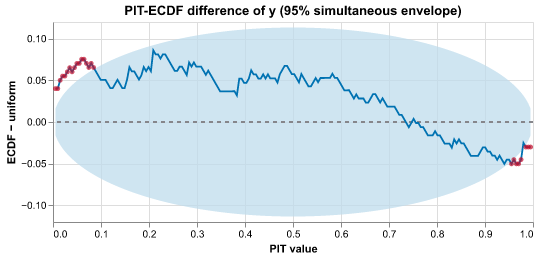 PIT-ECDF difference of y (95% simultaneous envelope)
ECDF − uniform
0.10
0.05
0.00
−0.05
−0.10
0.0 0.1 0.2 0.3 0.4 0.5 0.6 0.7 0.8 0.9 1.0
PIT value